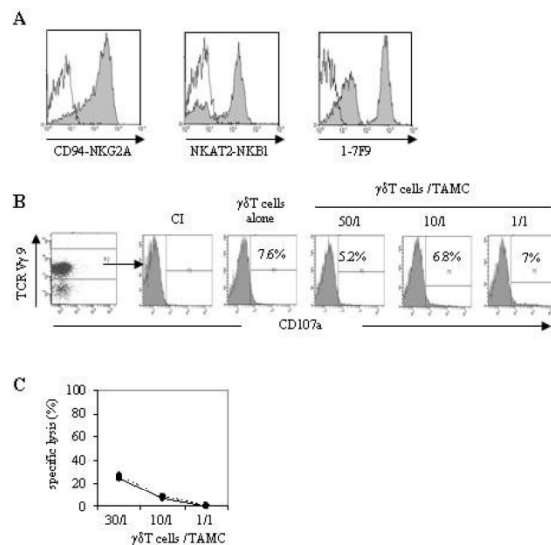 A
CD94-NKG2A
NKAT2-NKB1
1-7F9
B
γδT cells /TAMC
CI
γδT cells
alone
50/1
10/1
1/1
TCR Vγ 9
7.6%
5.2%
6.8%
7%
CD107a
C
specific lysis (%)
100
80
60
40
20
0
30/1
10/1
1/1
γδT cells /TAMC